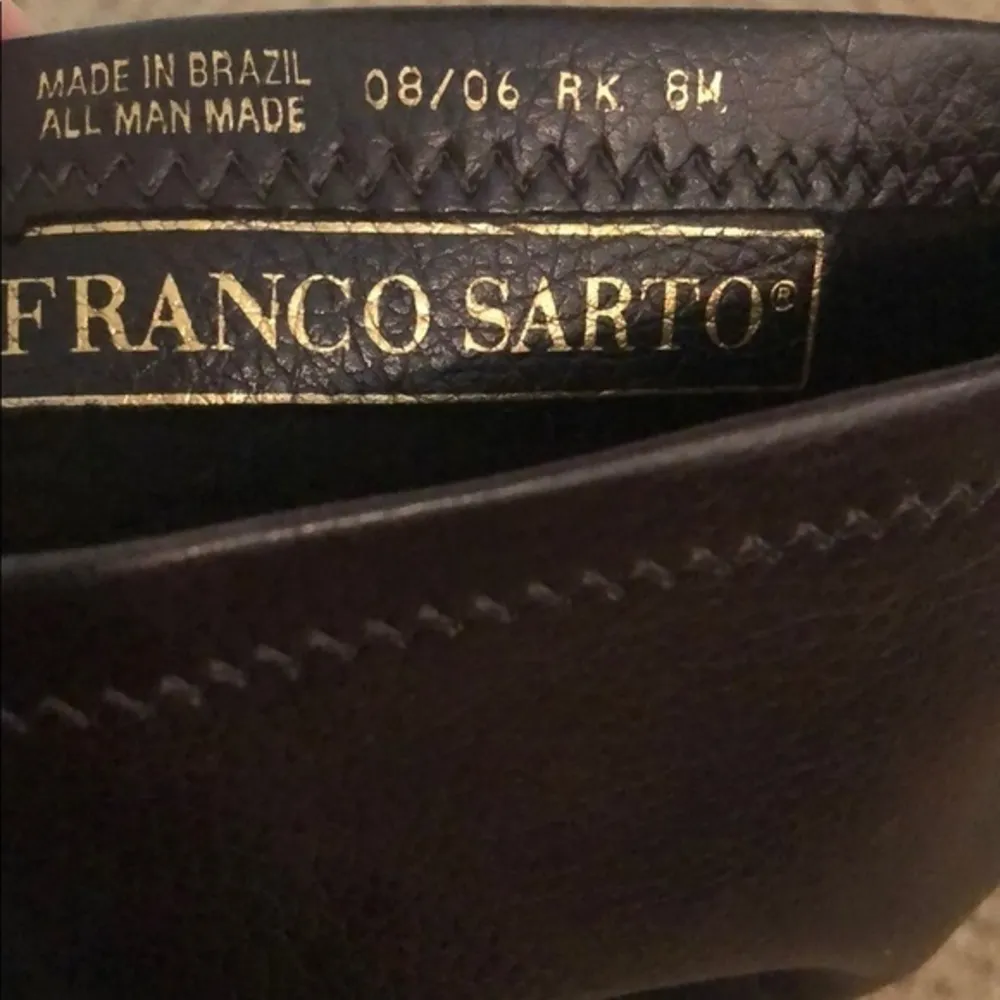 MADE IN BRAZIL 08/06 RK 8M
ALL MAN MADE
FRANCO SARTO®